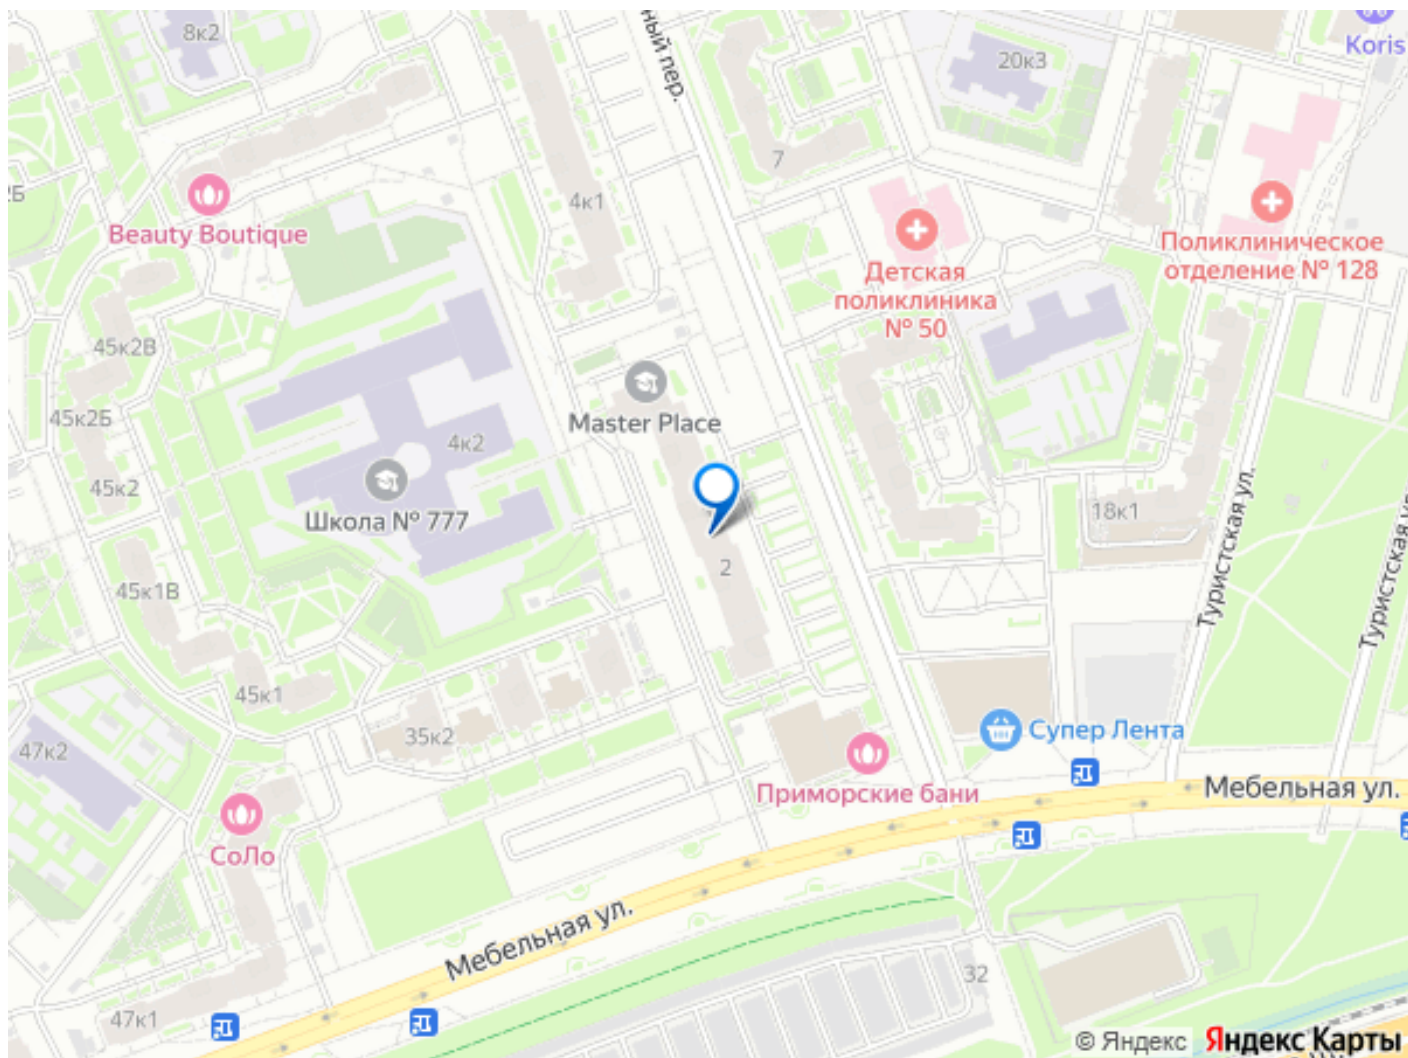 8к2
ный пер.
20к3
Koris
2Б
7
4к1
Beauty Boutique
Детская
поликлиника
№ 50
Поликлиническое
отделение № 128
45к2В
45к2Б
45к2
Master Place
4к2
Школа № 777
18к1
Туристская ул.
Туристская ул
2
45к1В
45к1
35к2
47к2
Супер Лента
Приморские бани
Мебельная ул.
СоЛо
Мебельная ул.
32
47к1
© Яндекс Яндекс Карты